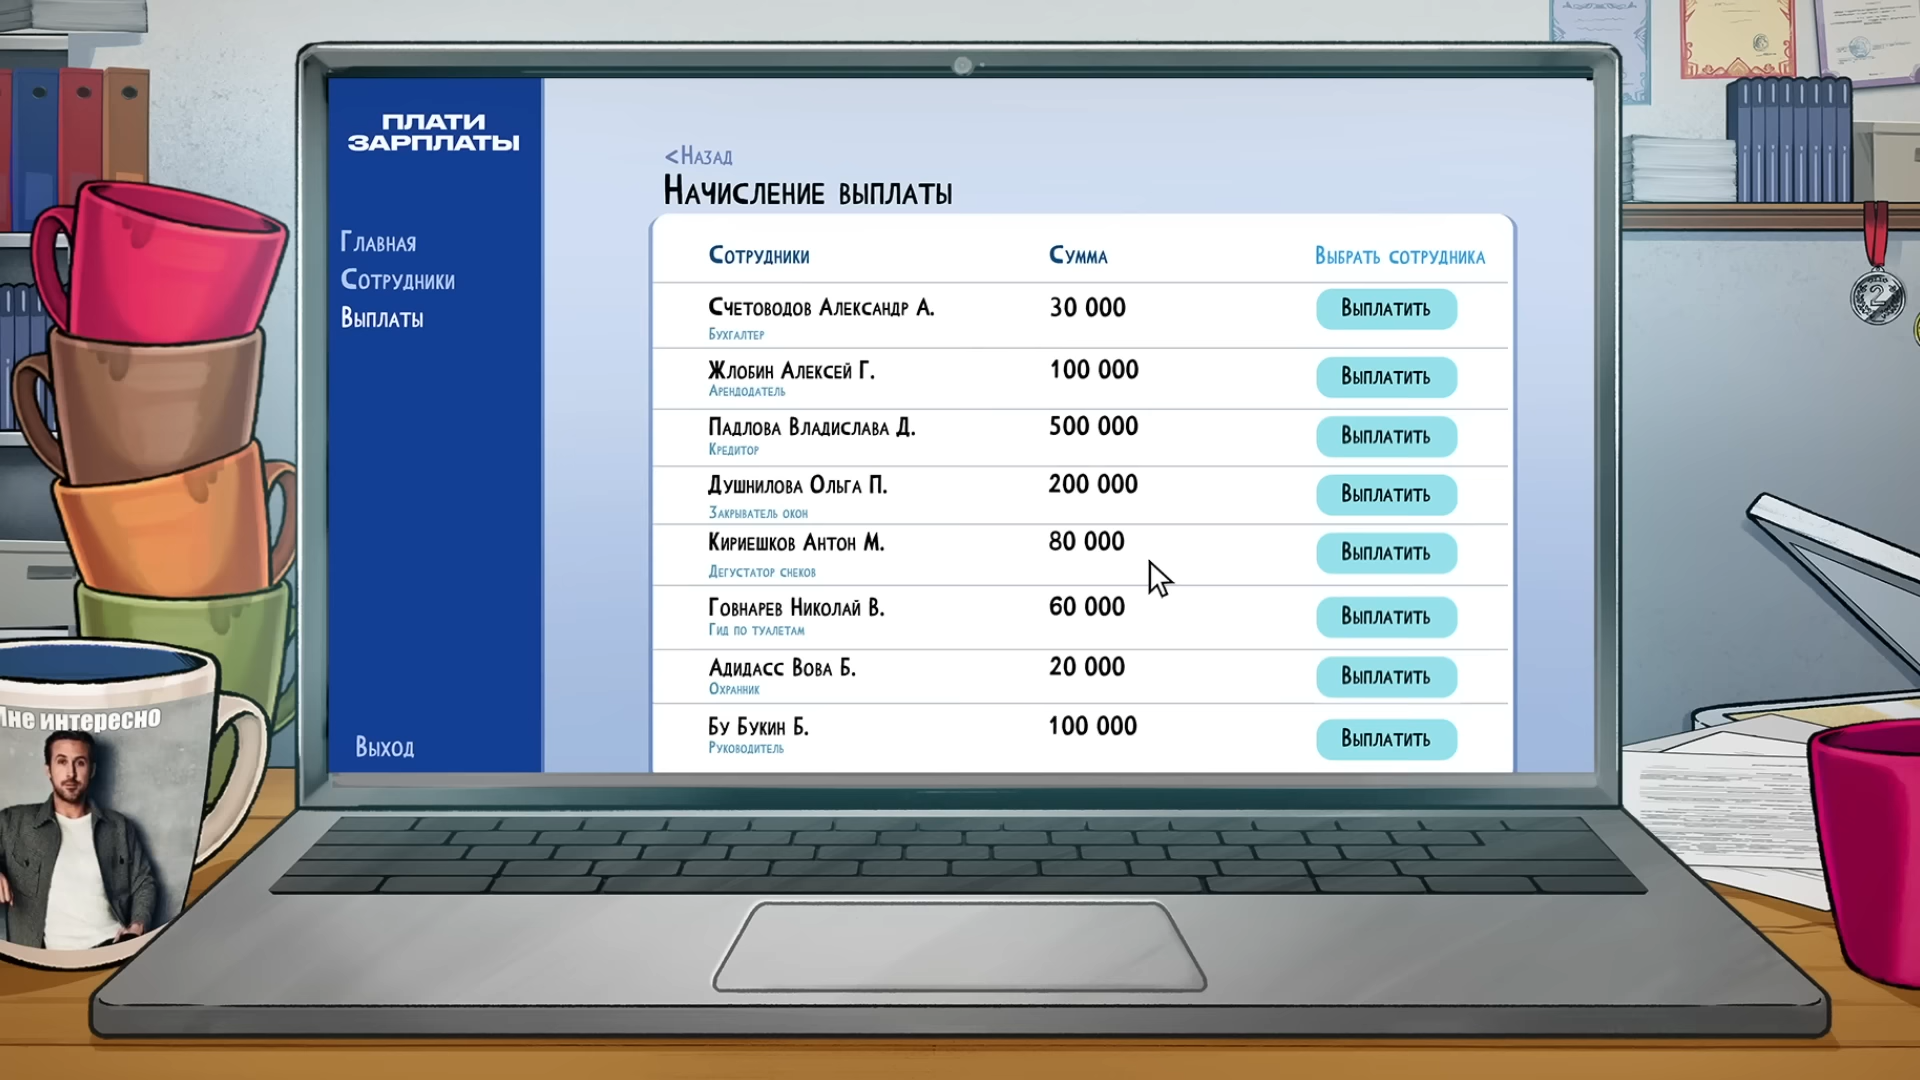 ПЛАТИ
ЗАРПЛАТЫ
Главная
Сотрудники
Выплаты
Выход
<Назад
Начисление выплаты
Сотрудники Сумма Выбрать сотрудника
Счетоводов Александр А. 30 000 Выплатить
Бухгалтер
Жлобин Алексей Г. 100 000 Выплатить
Арендодатель
Падлова Владислава Д. 500 000 Выплатить
Кредитор
Душнилова Ольга П. 200 000 Выплатить
Закрыватель окон
Кириешков Антон М. 80 000 Выплатить
Дегустатор снеков
Говнарев Николай В. 60 000 Выплатить
Гид по туалетам
Адидасс Вова Б. 20 000 Выплатить
Охранник
Бу Букин Б. 100 000 Выплатить
Руководитель
Мне интересно
2